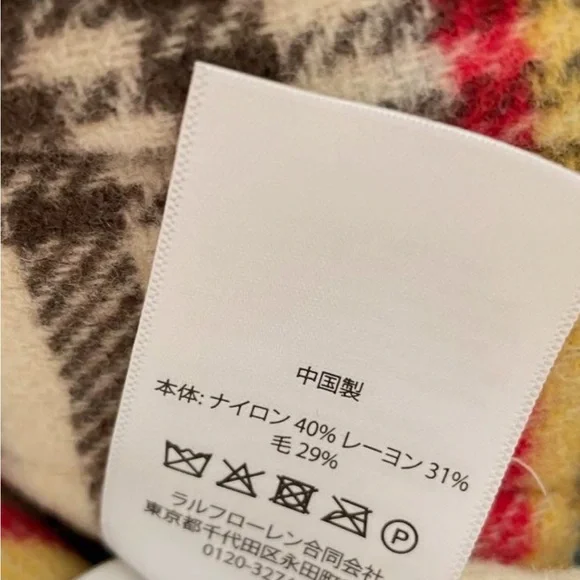 中国製
本体: ナイロン 40% レーヨン 31%
毛 29%
P
ラルフローレン合同会社
東京都千代田区永田町
0120-3274